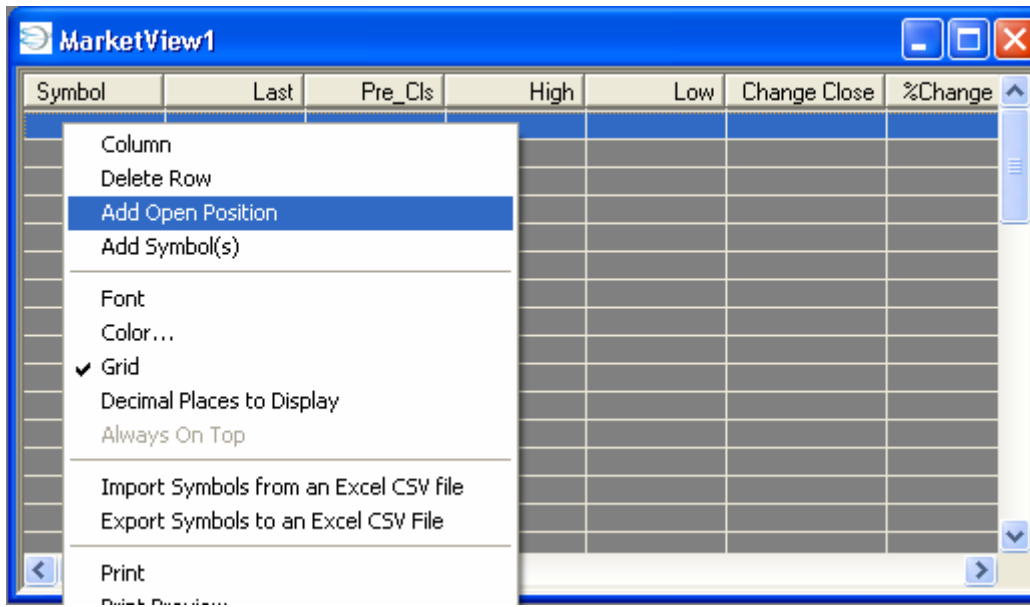 MarketView1
Symbol Last Pre_Cls High Low Change Close %Change
Column
Delete Row
Add Open Position
Add Symbol(s)
Font
Color...
Grid
Decimal Places to Display
Always On Top
Import Symbols from an Excel CSV file
Export Symbols to an Excel CSV File
Print
Print Preview